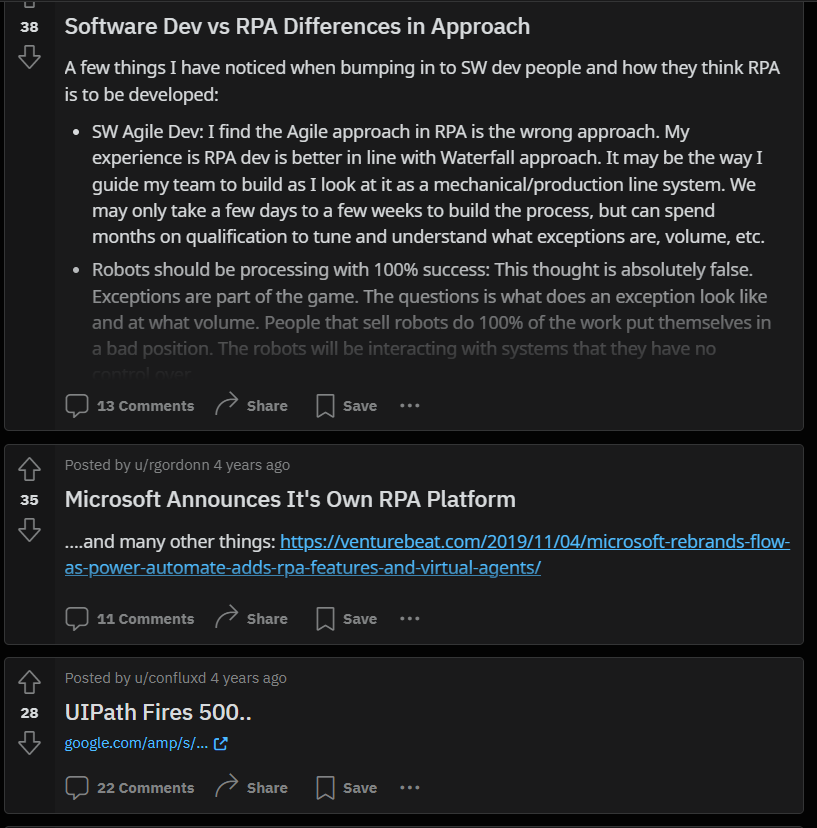 38
Software Dev vs RPA Differences in Approach
A few things I have noticed when bumping in to SW dev people and how they think RPA
is to be developed:
• SW Agile Dev: I find the Agile approach in RPA is the wrong approach. My
experience is RPA dev is better in line with Waterfall approach. It may be the way I
guide my team to build as I look at it as a mechanical/production line system. We
may only take a few days to a few weeks to build the process, but can spend
months on qualification to tune and understand what exceptions are, volume, etc.
• Robots should be processing with 100% success: This thought is absolutely false.
Exceptions are part of the game. The questions is what does an exception look like
and at what volume. People that sell robots do 100% of the work put themselves in
a bad position. The robots will be interacting with systems that they have no
control over
13 Comments Share Save •••
Posted by u/rgordonn 4 years ago
35
Microsoft Announces It's Own RPA Platform
....and many other things: https://venturebeat.com/2019/11/04/microsoft-rebrands-flow-
as-power-automate-adds-rpa-features-and-virtual-agents/
11 Comments Share Save •••
Posted by u/confluxd 4 years ago
28
UIPath Fires 500..
google.com/amp/s/...
22 Comments Share Save •••